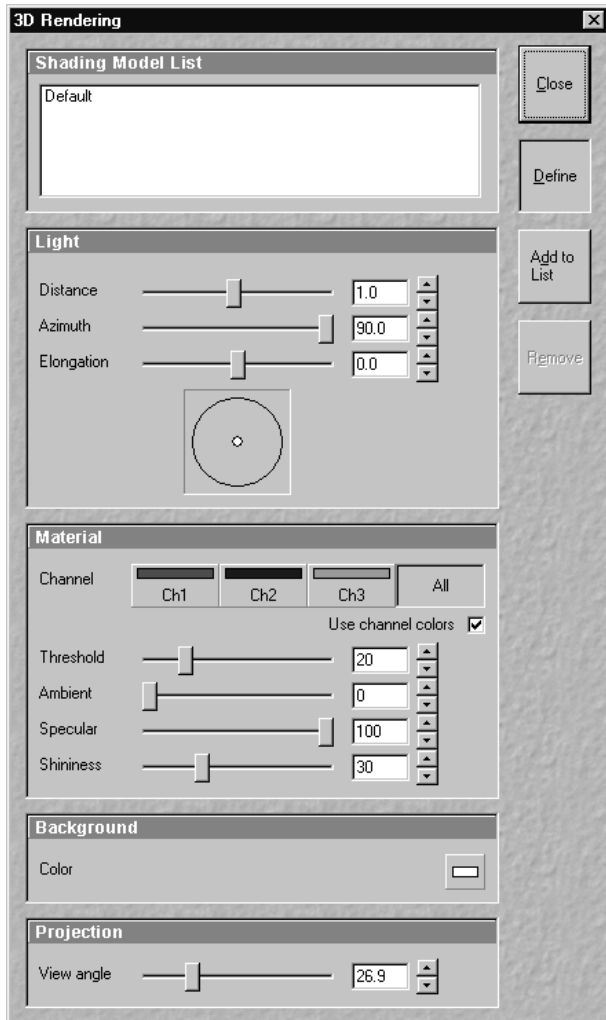 3D Rendering
Shading Model List
Default
Close
Define
Add to
List
Remove
Light
Distance 1.0
Azimuth 90.0
Elongation 0.0
Material
Channel Ch1 Ch2 Ch3 All
Use channel colors
Threshold 20
Ambient 0
Specular 100
Shininess 30
Background
Color
Projection
View angle 26.9